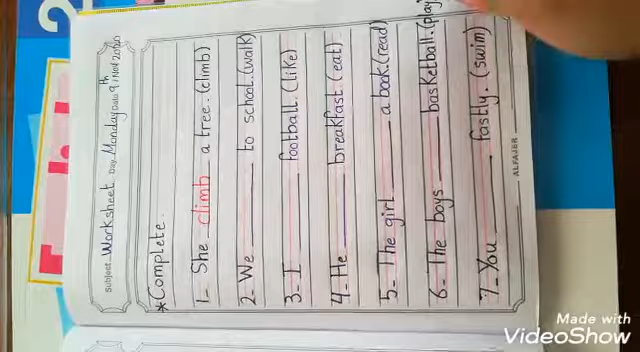 Subject Worksheet Day Monday Date 9th Nov 2020
* Complete.
1- She climb a tree. (climb)
2- We ______ to school. (walk)
3- I ______ football. (like)
4- He ______ breakfast. (eat)
5- The girl ______ a book. (read)
6- The boys ______ basketball. (play
7- You ______ fastly. (swim)
ALFAJER
Made with
VideoShow